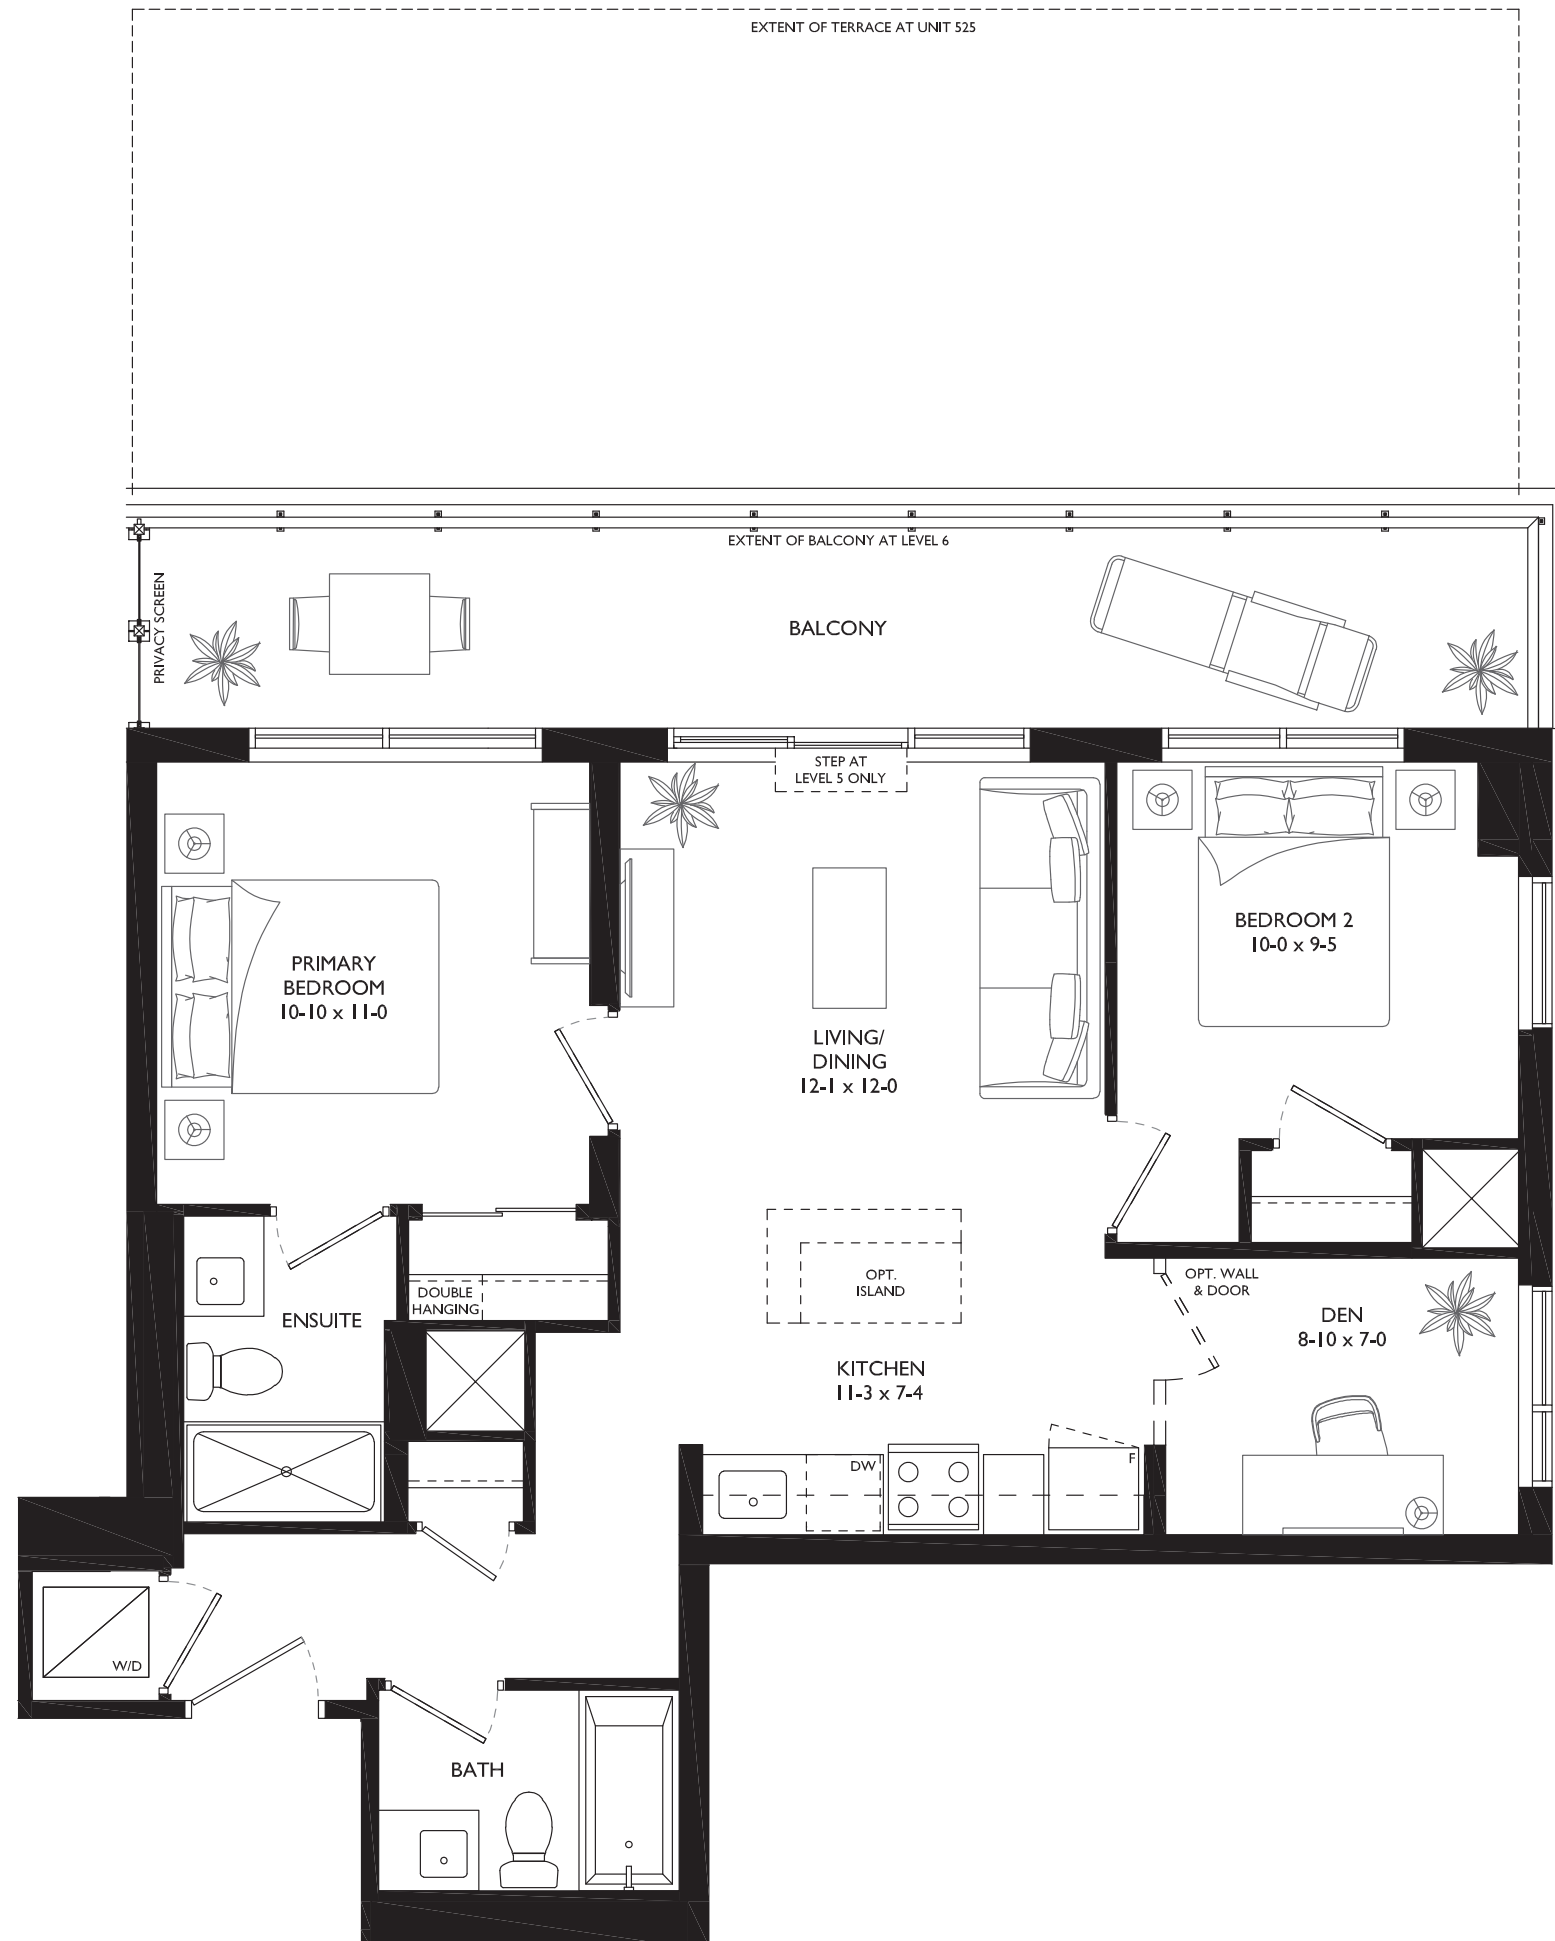 EXTENT OF TERRACE AT UNIT 525
EXTENT OF BALCONY AT LEVEL 6
PRIVACY SCREEN
BALCONY
STEP AT
LEVEL 5 ONLY
PRIMARY
BEDROOM
10-10 x 11-0
LIVING/
DINING
12-1 x 12-0
BEDROOM 2
10-0 x 9-5
DOUBLE
HANGING
ENSUITE
OPT.
ISLAND
OPT. WALL
& DOOR
DEN
8-10 x 7-0
KITCHEN
11-3 x 7-4
DW
F
W/D
BATH